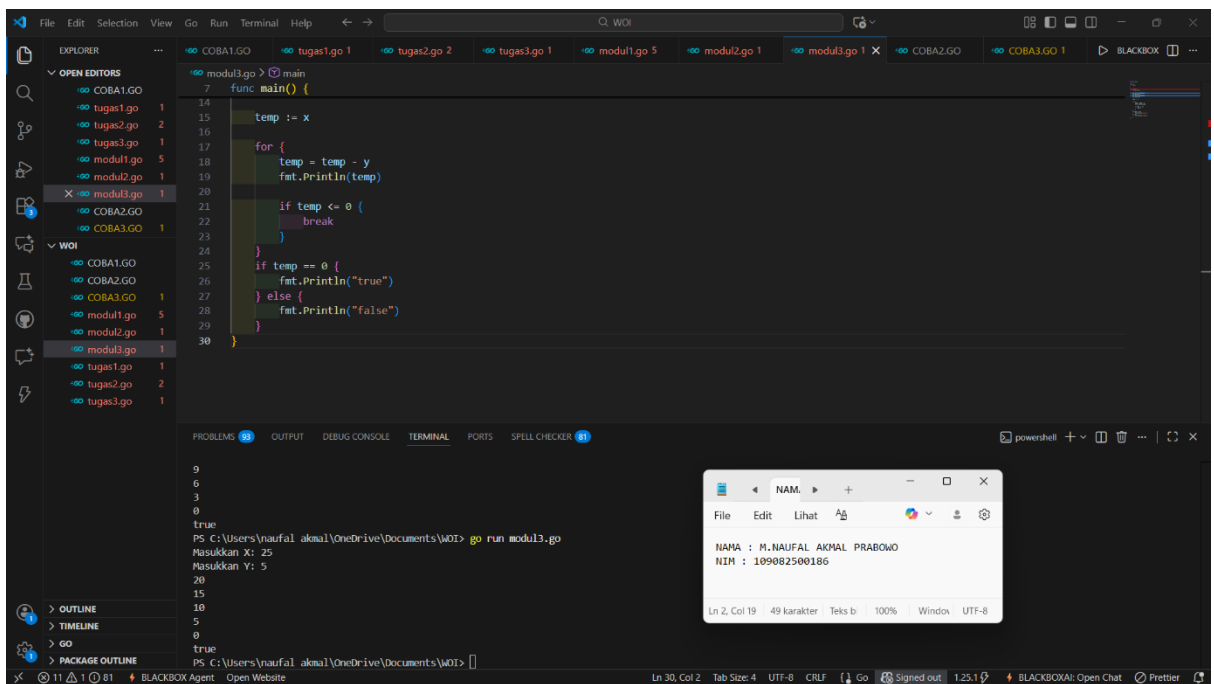 File Edit Selection View Go Run Terminal Help
WOI
EXPLORER
OPEN EDITORS
COBA1.GO
tugas1.go 1
tugas2.go 2
tugas3.go 1
modul1.go 5
modul2.go 1
modul3.go 1
COBA2.GO
COBA3.GO 1
WOI
COBA1.GO
COBA2.GO
COBA3.GO 1
modul1.go 5
modul2.go 1
modul3.go 1
tugas1.go 1
tugas2.go 2
tugas3.go 1
OUTLINE
TIMELINE
GO
PACKAGE OUTLINE
COBA1.GO tugas1.go 1 tugas2.go 2 tugas3.go 1 modul1.go 5 modul2.go 1 modul3.go 1 COBA2.GO COBA3.GO 1 BLACKBOX
modul3.go > main
7 func main() {
14
15 temp := x
16
17 for {
18 temp = temp - y
19 fmt.Println(temp)
20
21 if temp <= 0 {
22 break
23 }
24 }
25 if temp == 0 {
26 fmt.Println("true")
27 } else {
28 fmt.Println("false")
29 }
30 }
PROBLEMS 93 OUTPUT DEBUG CONSOLE TERMINAL PORTS SPELL CHECKER 81 powershell
9
6
3
0
true
PS C:\Users\naufal akmal\OneDrive\Documents\WOI> go run modul3.go
Masukkan X: 25
Masukkan Y: 5
20
15
10
5
0
true
PS C:\Users\naufal akmal\OneDrive\Documents\WOI>
NAM.
File Edit Lihat
NAMA : M.NAUFAL AKMAL PRABOWO
NIM : 109082500186
Ln 2, Col 19 49 karakter Teks b 100% Windov UTF-8
11 1 81 BLACKBOX Agent Open Website Ln 30, Col 2 Tab Size: 4 UTF-8 CRLF Go Signed out 1.25.1 BLACKBOXAI: Open Chat Prettier